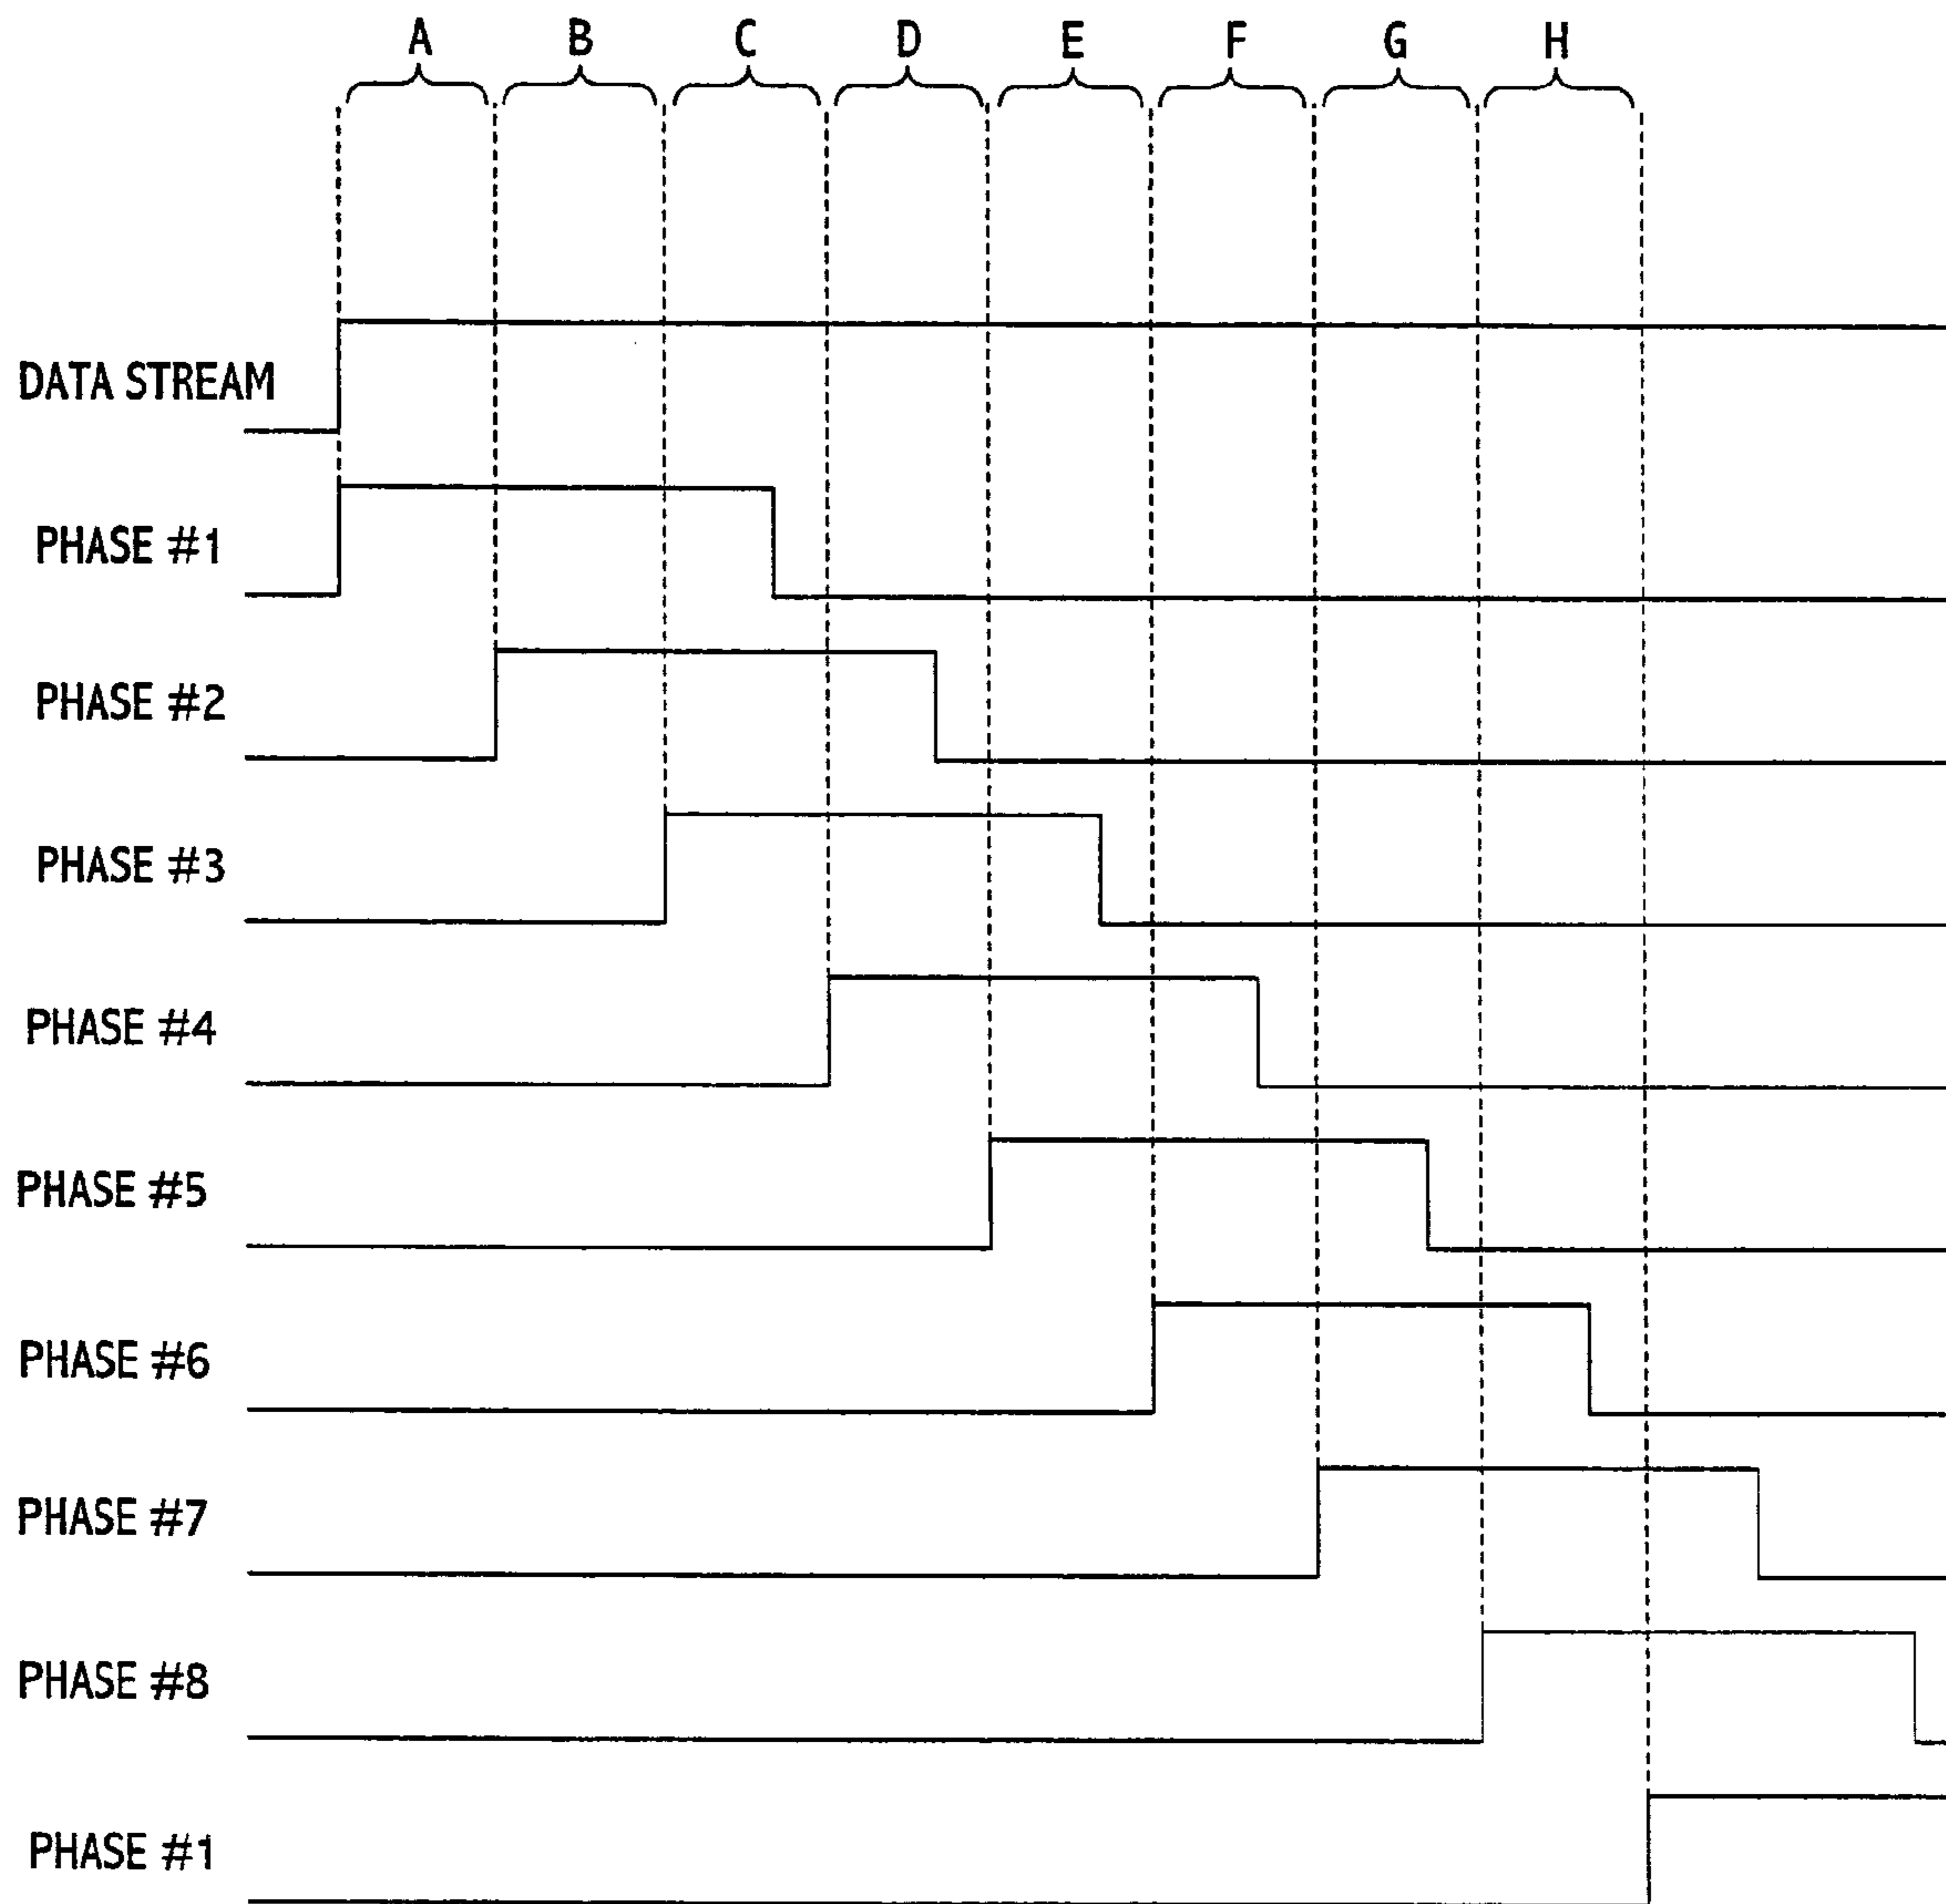 A B C D E F G H
DATA STREAM
PHASE #1
PHASE #2
PHASE #3
PHASE #4
PHASE #5
PHASE #6
PHASE #7
PHASE #8
PHASE #1